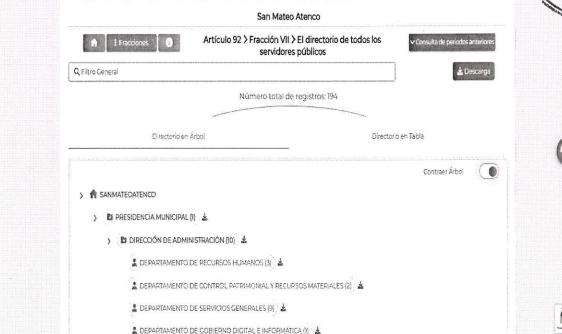 San Mateo Atenco
Fracciones
Artículo 92 > Fracción VII > El directorio de todos los
servidores públicos
Consulta de periodos anteriores
Filtro General
Descarga
Número total de registros: 194
Directorio en Árbol
Directorio en Tabla
Contraer Árbol
SANMATEOATENCO
PRESIDENCIA MUNICIPAL (1)
DIRECCIÓN DE ADMINISTRACIÓN (10)
DEPARTAMENTO DE RECURSOS HUMANOS (3)
DEPARTAMENTO DE CONTROL PATRIMONIAL Y RECURSOS MATERIALES (2)
DEPARTAMENTO DE SERVICIOS GENERALES (9)
DEPARTAMENTO DE GOBIERNO DIGITAL E INFORMÁTICA (1)